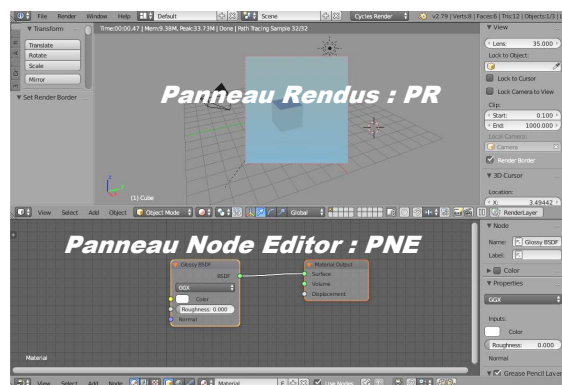 File Render Window Help Default Scene Cycles Render v2.79 | Verts:8 | Faces:6 | Tris:12 | Objects:1/3 |
Transform
Translate
Rotate
Scale
Mirror
Set Render Border
Time:00:00.47 | Mem:9.38M, Peak:33.73M | Done | Path Tracing Sample 32/32
Panneau Rendus : PR
(1) Cube
View
Lens: 35.000
Lock to Object:
Lock to Cursor
Lock Camera to View
Clip:
Start: 0.100
End: 1000.000
Local Camera:
Camera
Render Border
3D Cursor
Location:
X: 3.49442
View Select Add Object Object Mode Global RenderLayer
Panneau Node Editor : PNE
Glossy BSDF
BSDF
GGX
Color
Roughness: 0.000
Normal
Material Output
Surface
Volume
Displacement
Material
Node
Name: Glossy BSDF
Label:
Color
Properties
GGX
Inputs:
Color
Roughness: 0.000
Normal
Grease Pencil Layer
View Select Add Node Material F Use Nodes